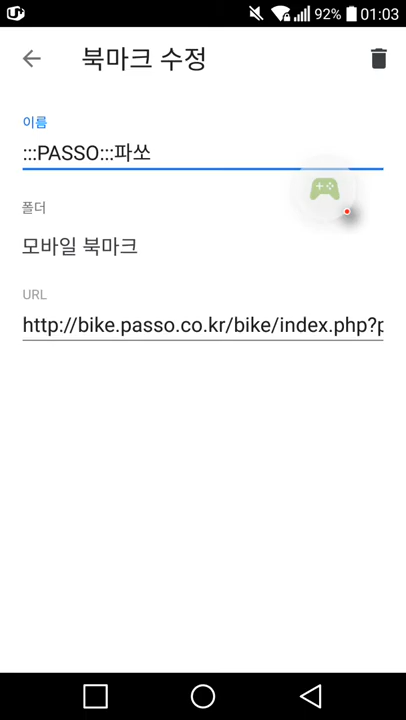 U+ 92% 01:03
북마크 수정
이름
:::PASSO:::파쏘
폴더
모바일 북마크
URL
http://bike.passo.co.kr/bike/index.php?p